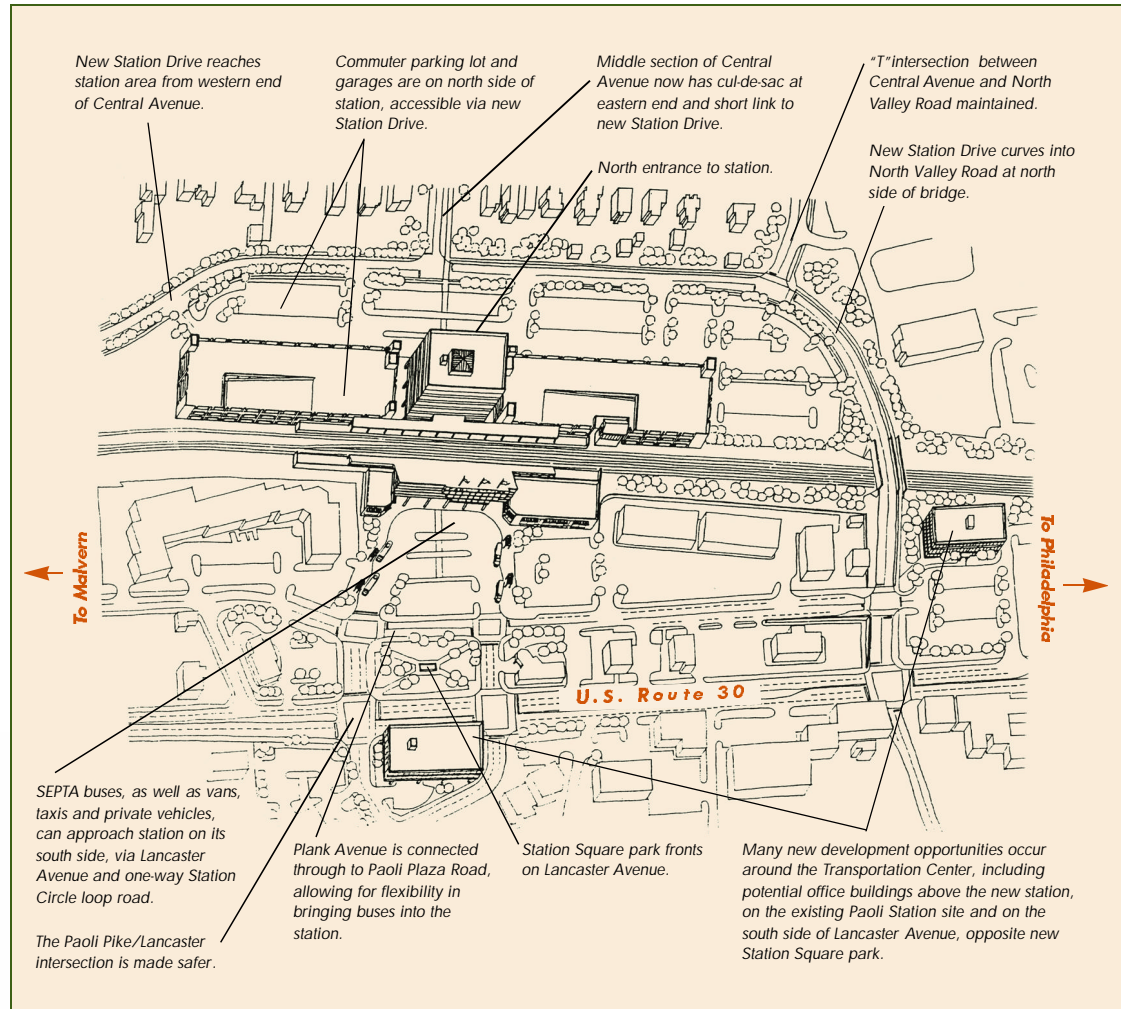 New Station Drive reaches
station area from western end
of Central Avenue.
Commuter parking lot and
garages are on north side of
station, accessible via new
Station Drive.
Middle section of Central
Avenue now has cul-de-sac at
eastern end and short link to
new Station Drive.
"T"intersection between
Central Avenue and North
Valley Road maintained.
North entrance to station.
New Station Drive curves into
North Valley Road at north
side of bridge.
To Malvern
To Philadelphia
U.S. Route 30
SEPTA buses, as well as vans,
taxis and private vehicles,
can approach station on its
south side, via Lancaster
Avenue and one-way Station
Circle loop road.
The Paoli Pike/Lancaster
intersection is made safer.
Plank Avenue is connected
through to Paoli Plaza Road,
allowing for flexibility in
bringing buses into the
station.
Station Square park fronts
on Lancaster Avenue.
Many new development opportunities occur
around the Transportation Center, including
potential office buildings above the new station,
on the existing Paoli Station site and on the
south side of Lancaster Avenue, opposite new
Station Square park.